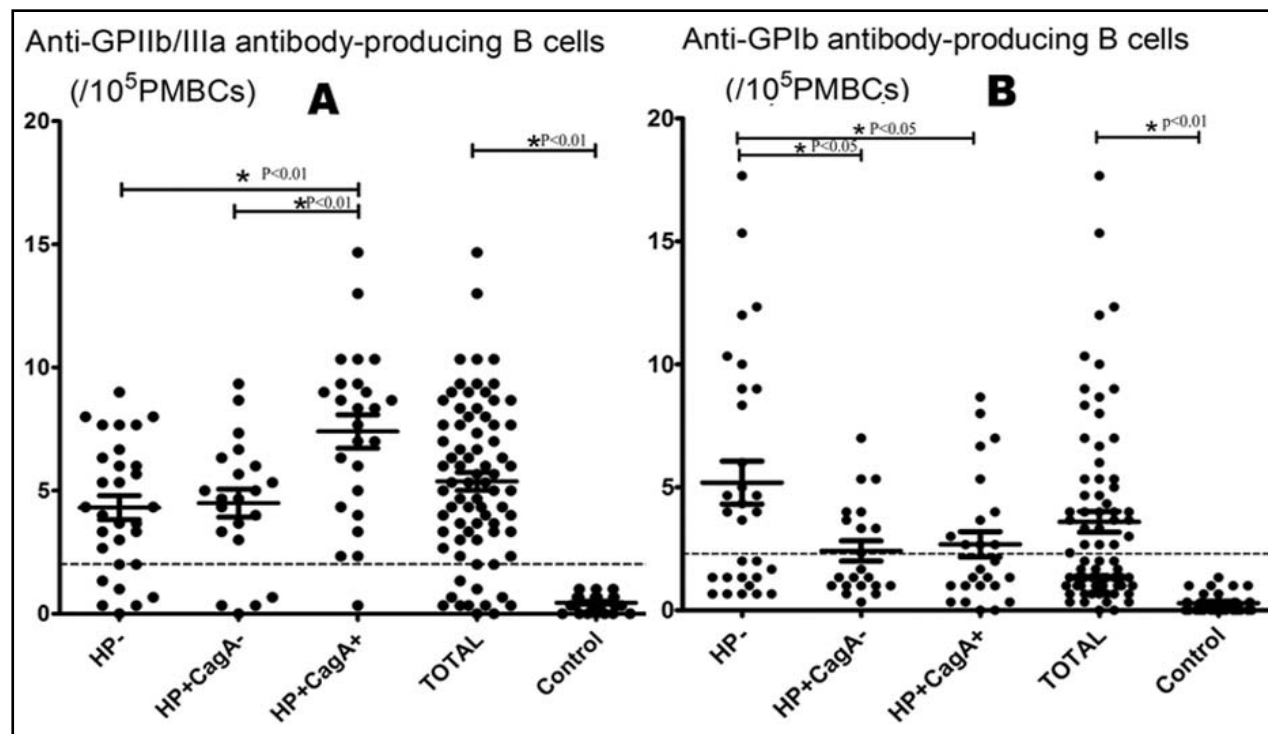 Anti-GPIIb/IIIa antibody-producing B cells
(/10⁵PMBCs)
A
20
15
10
5
0
* P<0.01
*P<0.01
*P<0.01
HP-
HP+CagA-
HP+CagA+
TOTAL
Control
Anti-GPIb antibody-producing B cells
(/10⁵PMBCs)
B
20
15
10
5
0
* P<0.05
* P<0.05
* p<0.01
HP-
HP+CagA-
HP+CagA+
TOTAL
Control